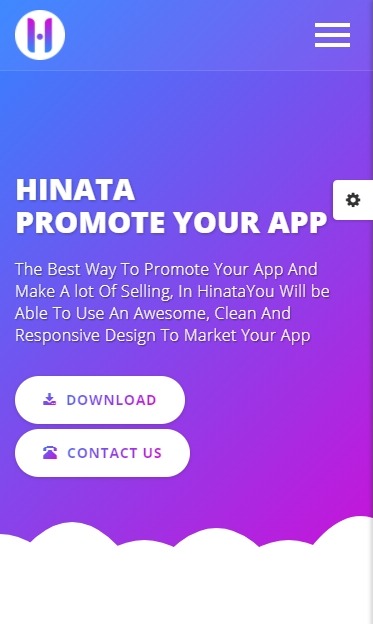 H
HINATA
PROMOTE YOUR APP
The Best Way To Promote Your App And
Make A lot Of Selling, In HinataYou Will be
Able To Use An Awesome, Clean And
Responsive Design To Market Your App
DOWNLOAD
CONTACT US